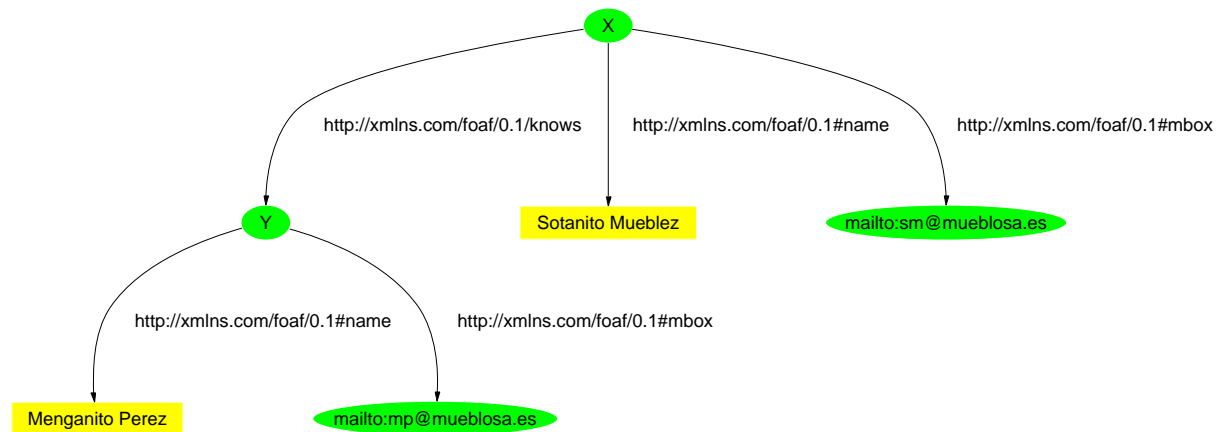 X
http://xmlns.com/foaf/0.1/knows
http://xmlns.com/foaf/0.1#name
http://xmlns.com/foaf/0.1#mbox
Y
Sotanito Mueblez
mailto:sm@mueblosa.es
http://xmlns.com/foaf/0.1#name
http://xmlns.com/foaf/0.1#mbox
Menganito Perez
mailto:mp@mueblosa.es